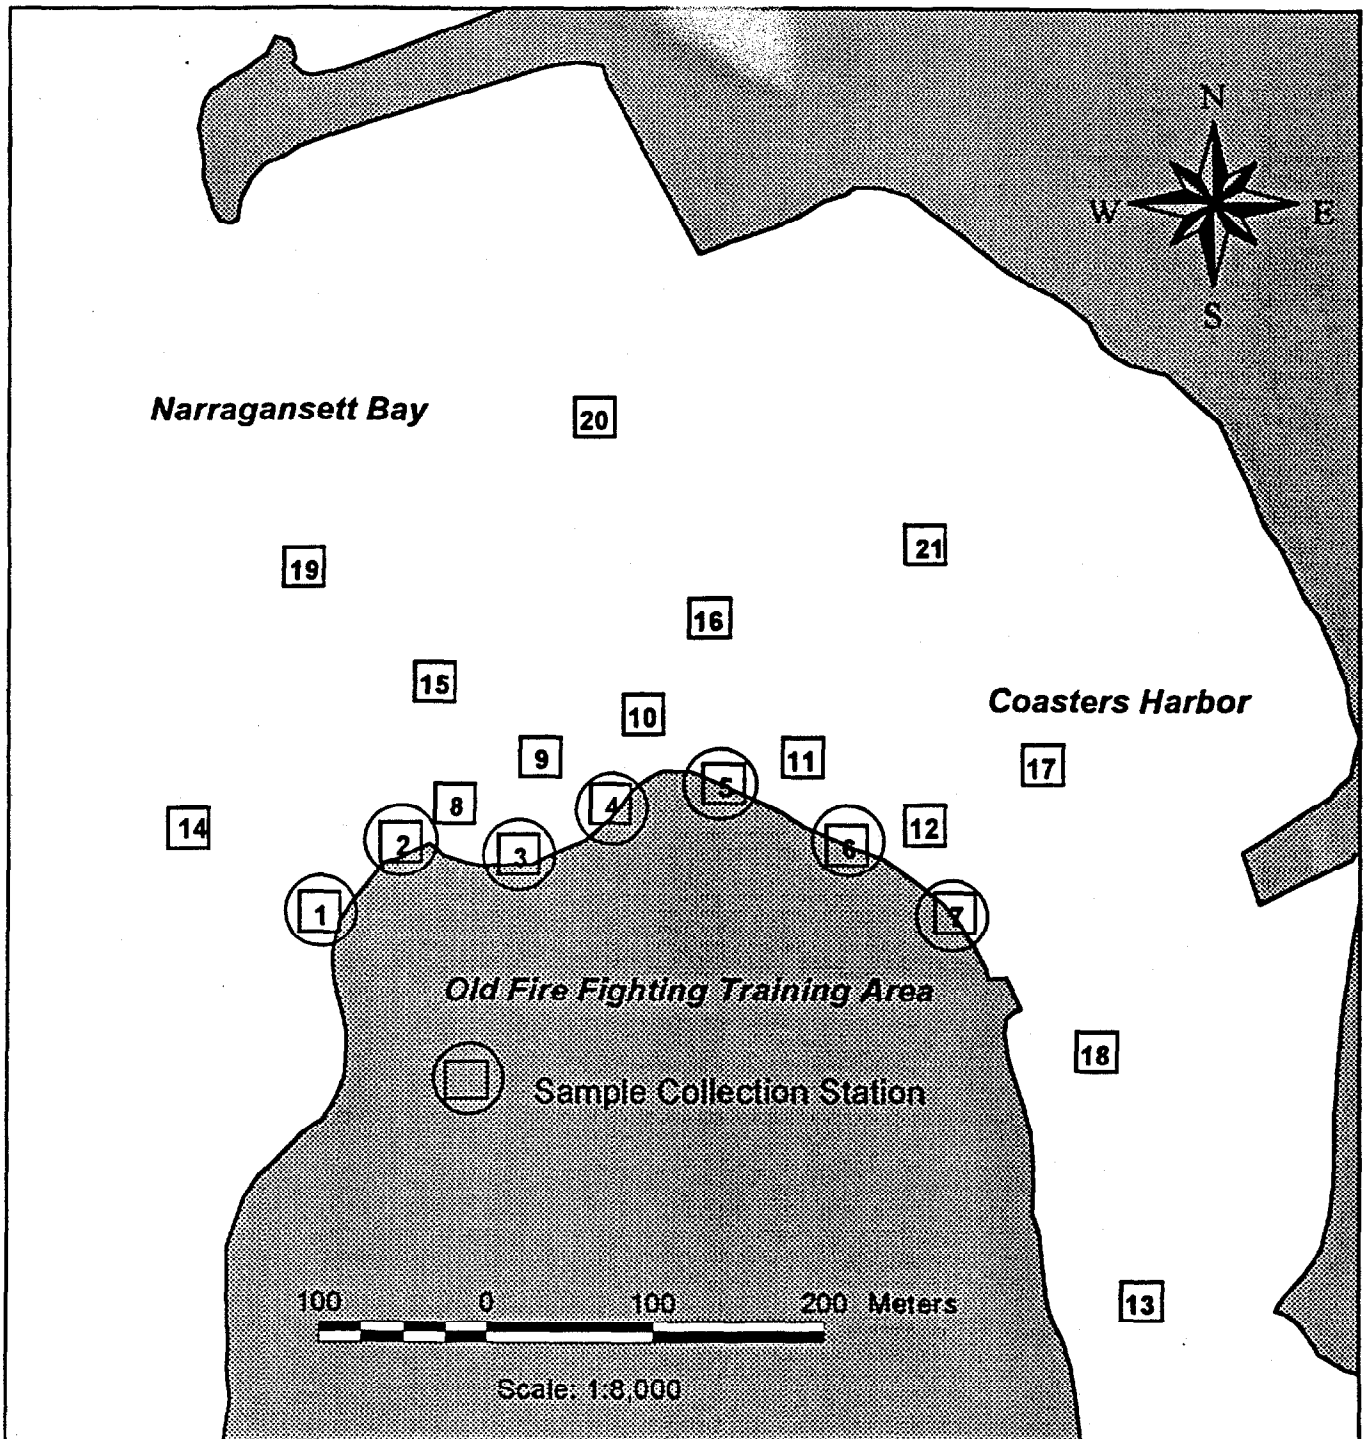 N
W E
S
Narragansett Bay
20
21
19
16
15
Coasters Harbor
10
9
11
17
5
8
4
14
12
2
6
3
1
7
Old Fire Fighting Training Area
18
Sample Collection Station
100 0 100 200 Meters
13
Scale: 1:8,000